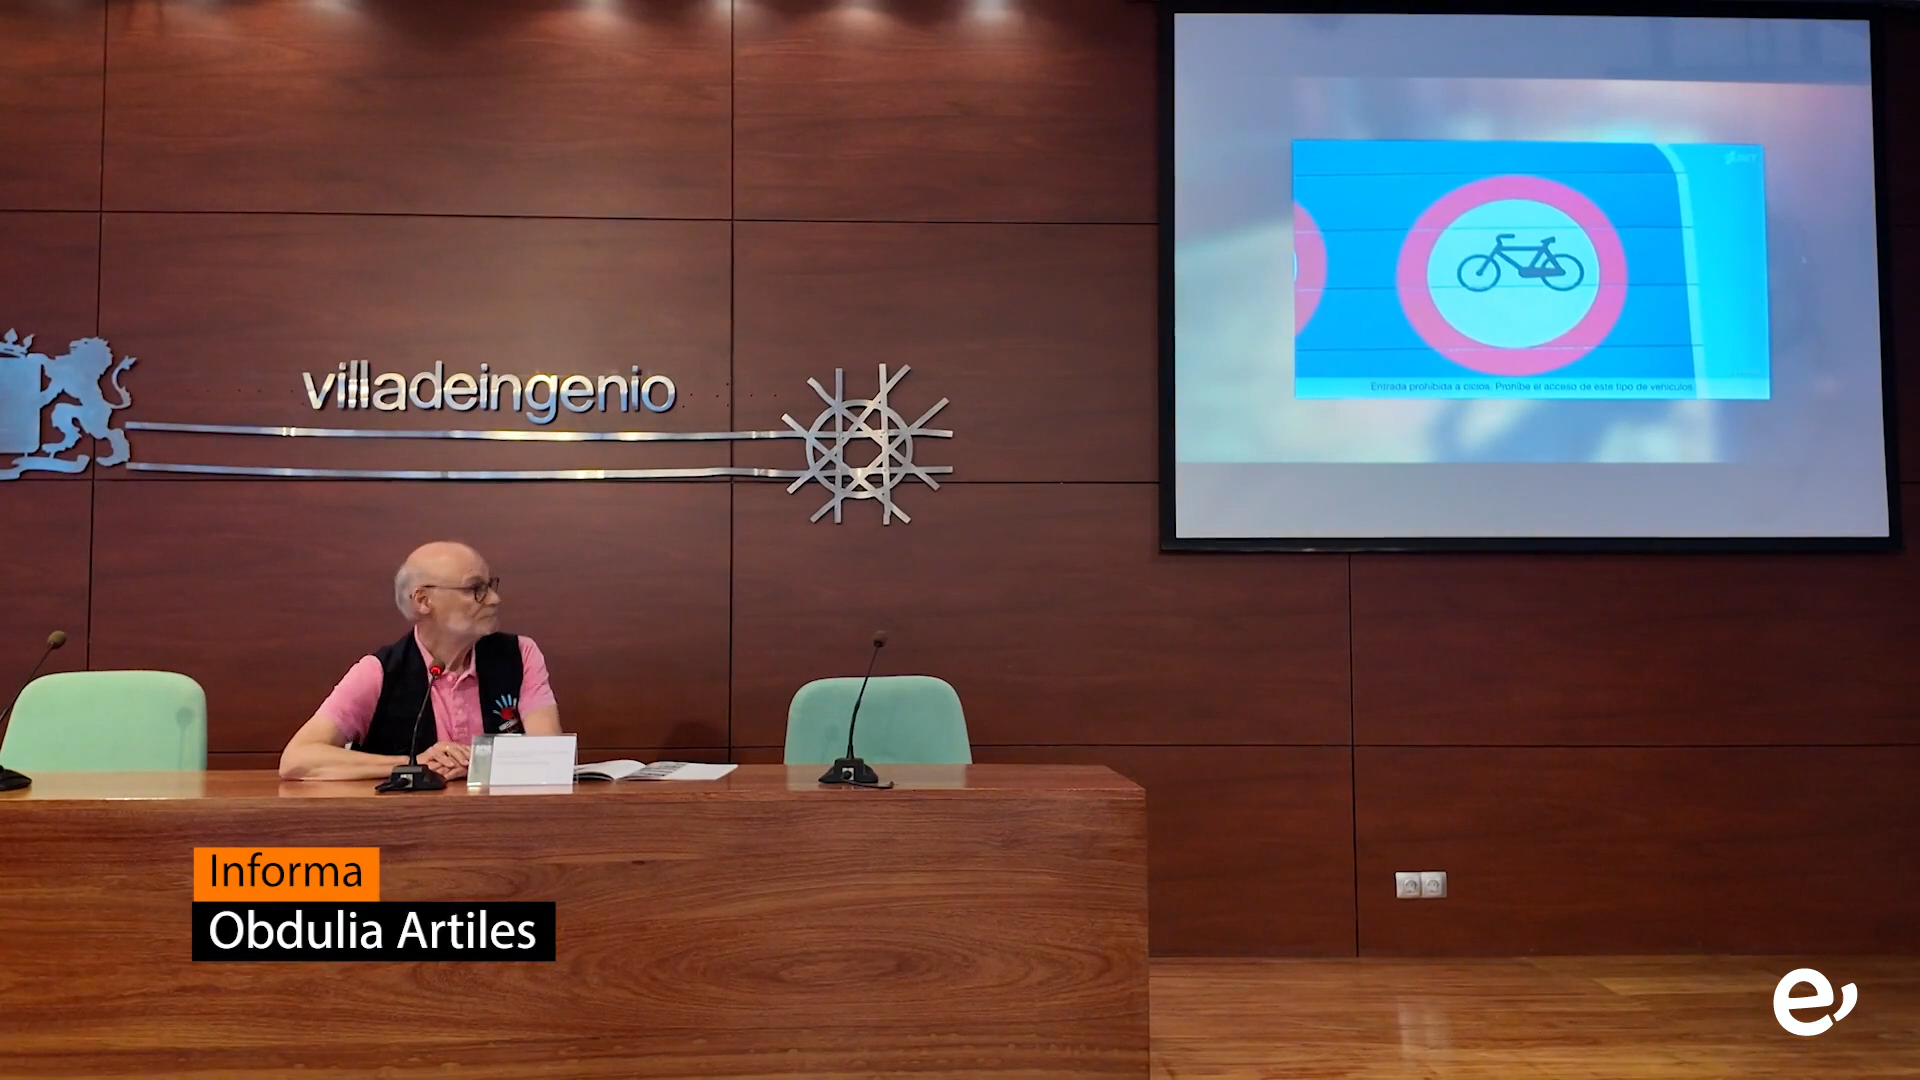 villadeingenio
Entrada prohibida a ciclos. Prohíbe el acceso de este tipo de vehículos
Informa
Obdulia Artiles